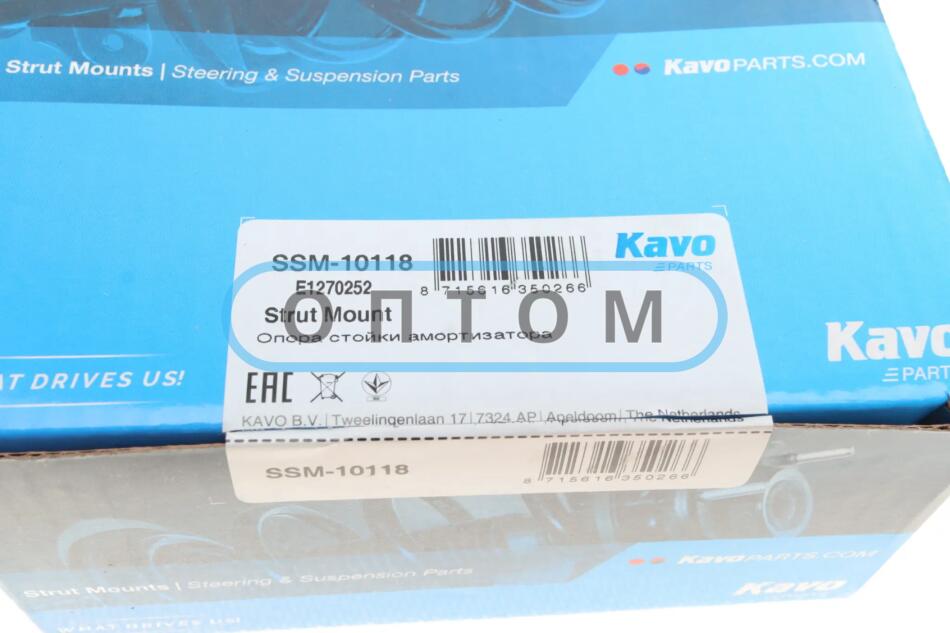 Strut Mounts | Steering & Suspension Parts
KavoPARTS.COM
SSM-10118
E1270252
Strut Mount
Опора стойки амортизатора
8 715616 350266
Kavo
PARTS
ОПТОМ
EAC
KAVO B.V. | Tweelingenlaan 17 | 7324 AP | Apeldoorn | The Netherlands
AT DRIVES US!
Kavo
PART
SSM-10118
8 715616 350266
Strut Mounts | Steering & Suspension Parts
KavoPARTS.COM
Kavo
WHAT DRIVES US!